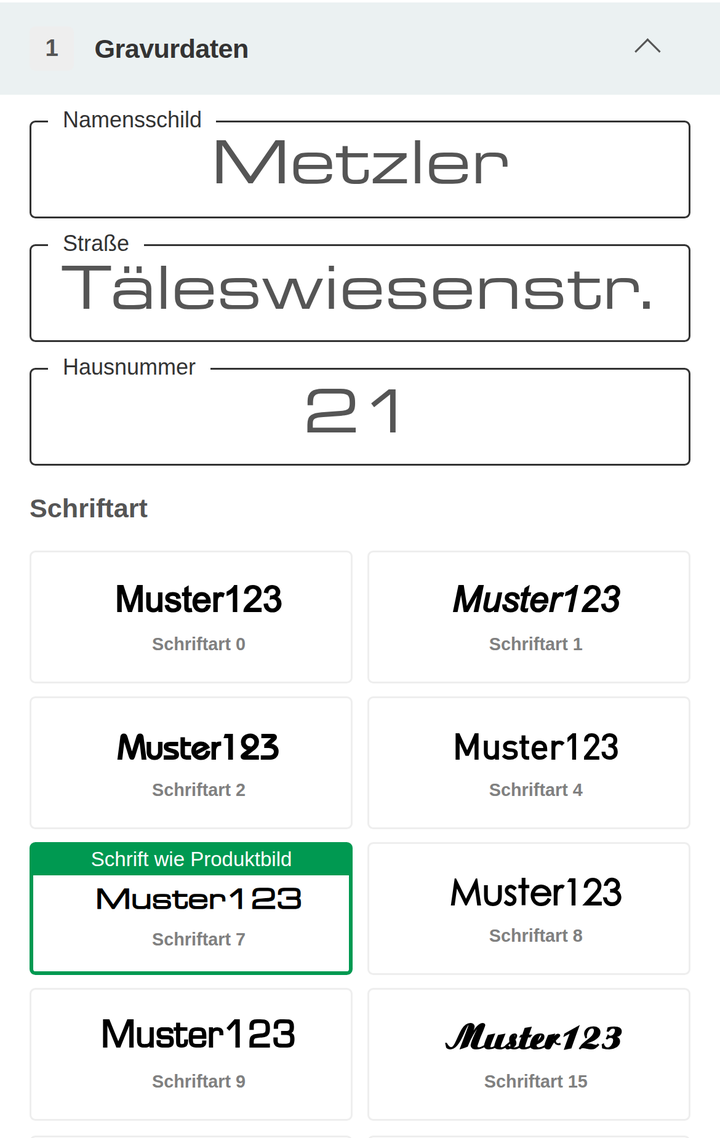 1 Gravurdaten
Namensschild
Metzler
Straße
Täleswiesenstr.
Hausnummer
21
Schriftart
Muster123
Schriftart 0
Muster123
Schriftart 1
Muster123
Schriftart 2
Muster123
Schriftart 4
Schrift wie Produktbild
Muster123
Schriftart 7
Muster123
Schriftart 8
Muster123
Schriftart 9
Muster123
Schriftart 15